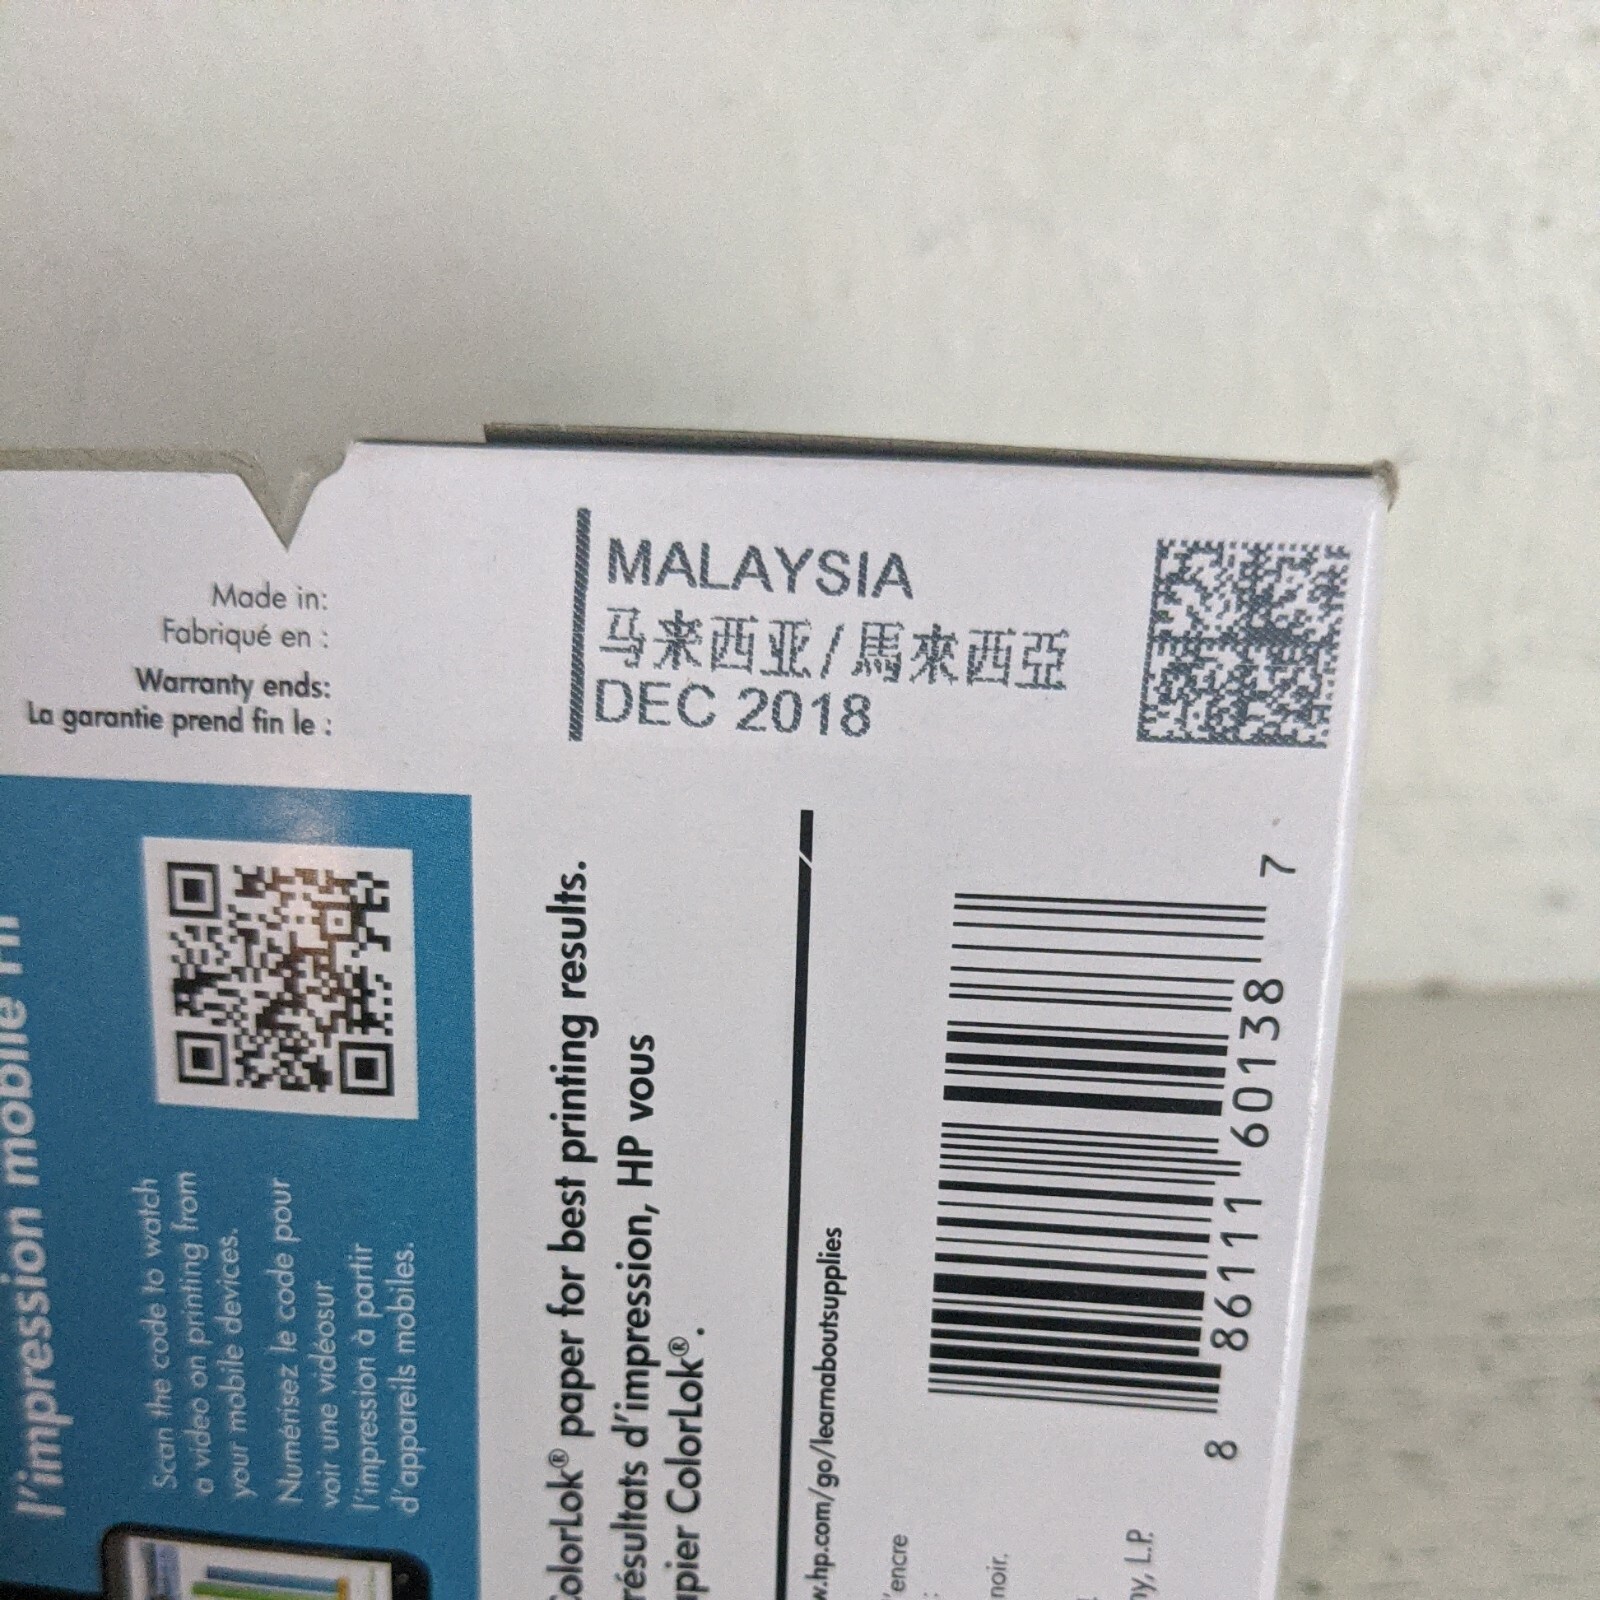 Made in:
Fabriqué en :
Warranty ends:
La garantie prend fin le :
MALAYSIA
马来西亚/馬來西亞
DEC 2018
l'impression mobile
Scan the code to watch
a video on printing from
your mobile devices.
Numérisez le code pour
voir une vidéosur
l'impression à partir
d'appareils mobiles.
ColorLok® paper for best printing results.
résultats d'impression, HP vous
papier ColorLok®.
w.hp.com/go/learnaboutsupplies
'encre
:
noir.
L.P.
8 86111 60138 7